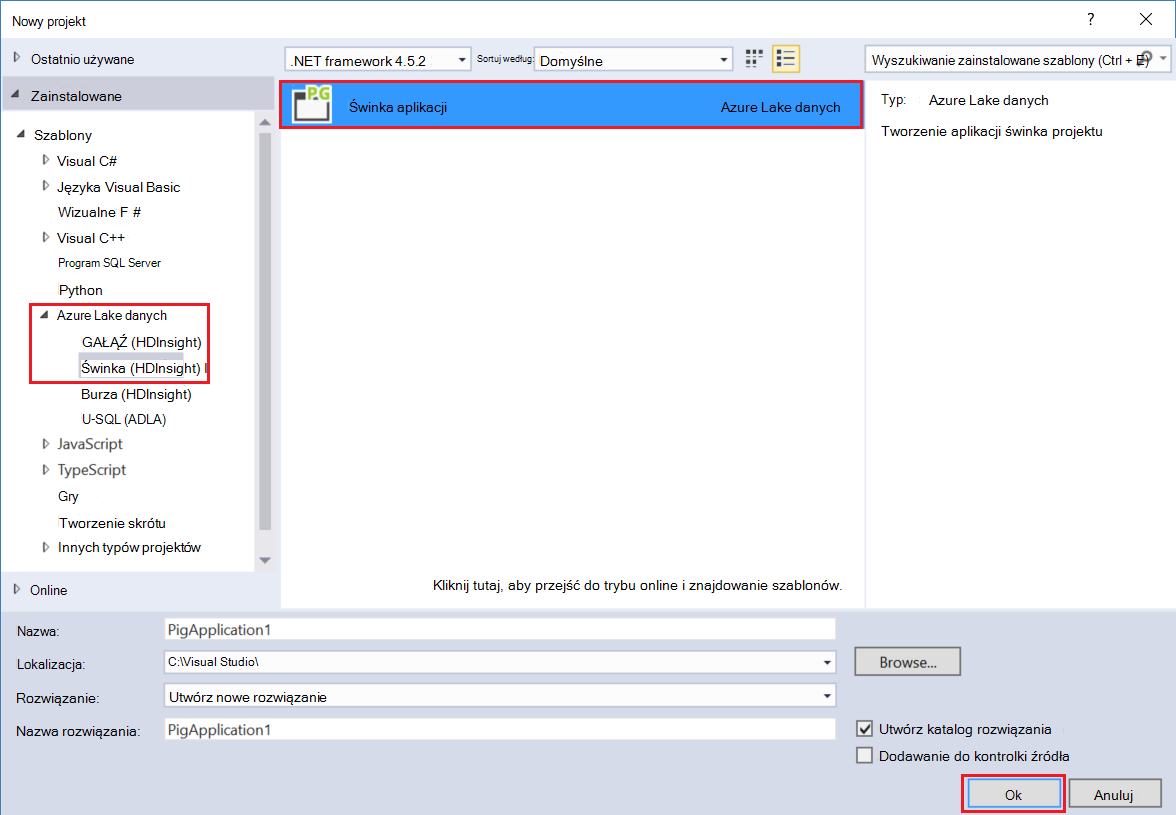 Nowy projekt
?
Ostatnio używane
.NET framework 4.5.2
Sortuj według:
Domyślne
Wyszukiwanie zainstalowane szablony (Ctrl + E)
Zainstalowane
Szablony
Visual C#
Języka Visual Basic
Wizualne F #
Visual C++
Program SQL Server
Python
Azure Lake danych
GAŁĄŹ (HDInsight)
Świnka (HDInsight)
Burza (HDInsight)
U-SQL (ADLA)
JavaScript
TypeScript
Gry
Tworzenie skrótu
Innych typów projektów
Online
PG
Świnka aplikacji
Azure Lake danych
Kliknij tutaj, aby przejść do trybu online i znajdowanie szablonów.
Typ: Azure Lake danych
Tworzenie aplikacji świnka projektu
Nazwa: PigApplication1
Lokalizacja: C:\Visual Studio\
Browse...
Rozwiązanie: Utwórz nowe rozwiązanie
Nazwa rozwiązania: PigApplication1
Utwórz katalog rozwiązania
Dodawanie do kontrolki źródła
Ok
Anuluj